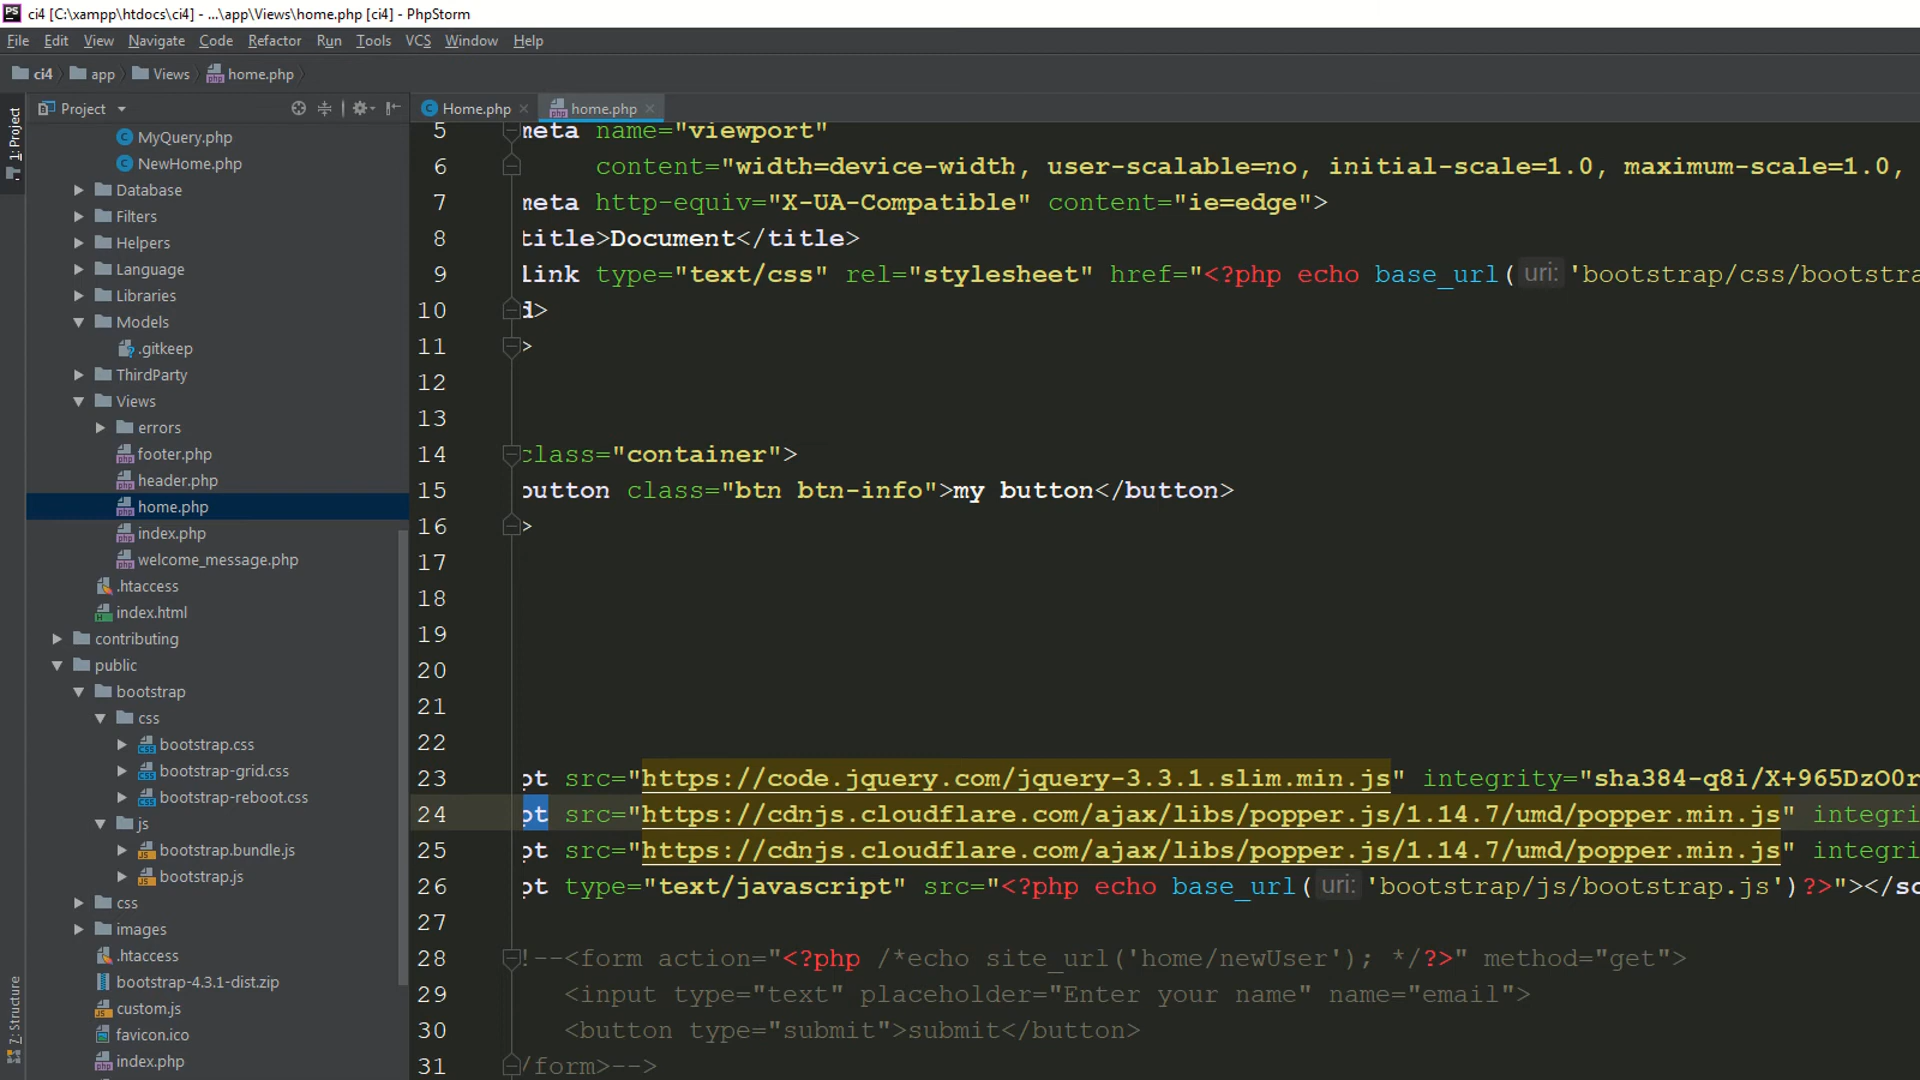 PS ci4 [C:\xampp\htdocs\ci4] - ...\app\Views\home.php [ci4] - PhpStorm
File Edit View Navigate Code Refactor Run Tools VCS Window Help
ci4 app Views home.php
Project
Home.php
home.php
1: Project
7: Structure
MyQuery.php
NewHome.php
Database
Filters
Helpers
Language
Libraries
Models
.gitkeep
ThirdParty
Views
errors
footer.php
header.php
home.php
index.php
welcome_message.php
.htaccess
index.html
contributing
public
bootstrap
css
bootstrap.css
bootstrap-grid.css
bootstrap-reboot.css
js
bootstrap.bundle.js
bootstrap.js
css
images
.htaccess
bootstrap-4.3.1-dist.zip
custom.js
favicon.ico
index.php
5 meta name="viewport"
6 content="width=device-width, user-scalable=no, initial-scale=1.0, maximum-scale=1.0,
7 meta http-equiv="X-UA-Compatible" content="ie=edge">
8 title>Document</title>
9 link type="text/css" rel="stylesheet" href="<?php echo base_url( uri: 'bootstrap/css/bootstra
10 d>
11 >
12
13
14 class="container">
15 button class="btn btn-info">my button</button>
16 >
17
18
19
20
21
22
23 pt src="https://code.jquery.com/jquery-3.3.1.slim.min.js" integrity="sha384-q8i/X+965DzO0r
24 pt src="https://cdnjs.cloudflare.com/ajax/libs/popper.js/1.14.7/umd/popper.min.js" integri
25 pt src="https://cdnjs.cloudflare.com/ajax/libs/popper.js/1.14.7/umd/popper.min.js" integri
26 pt type="text/javascript" src="<?php echo base_url( uri: 'bootstrap/js/bootstrap.js')?>"></sc
27
28 !--<form action="<?php /*echo site_url('home/newUser'); */?>" method="get">
29 <input type="text" placeholder="Enter your name" name="email">
30 <button type="submit">submit</button>
31 /form>-->